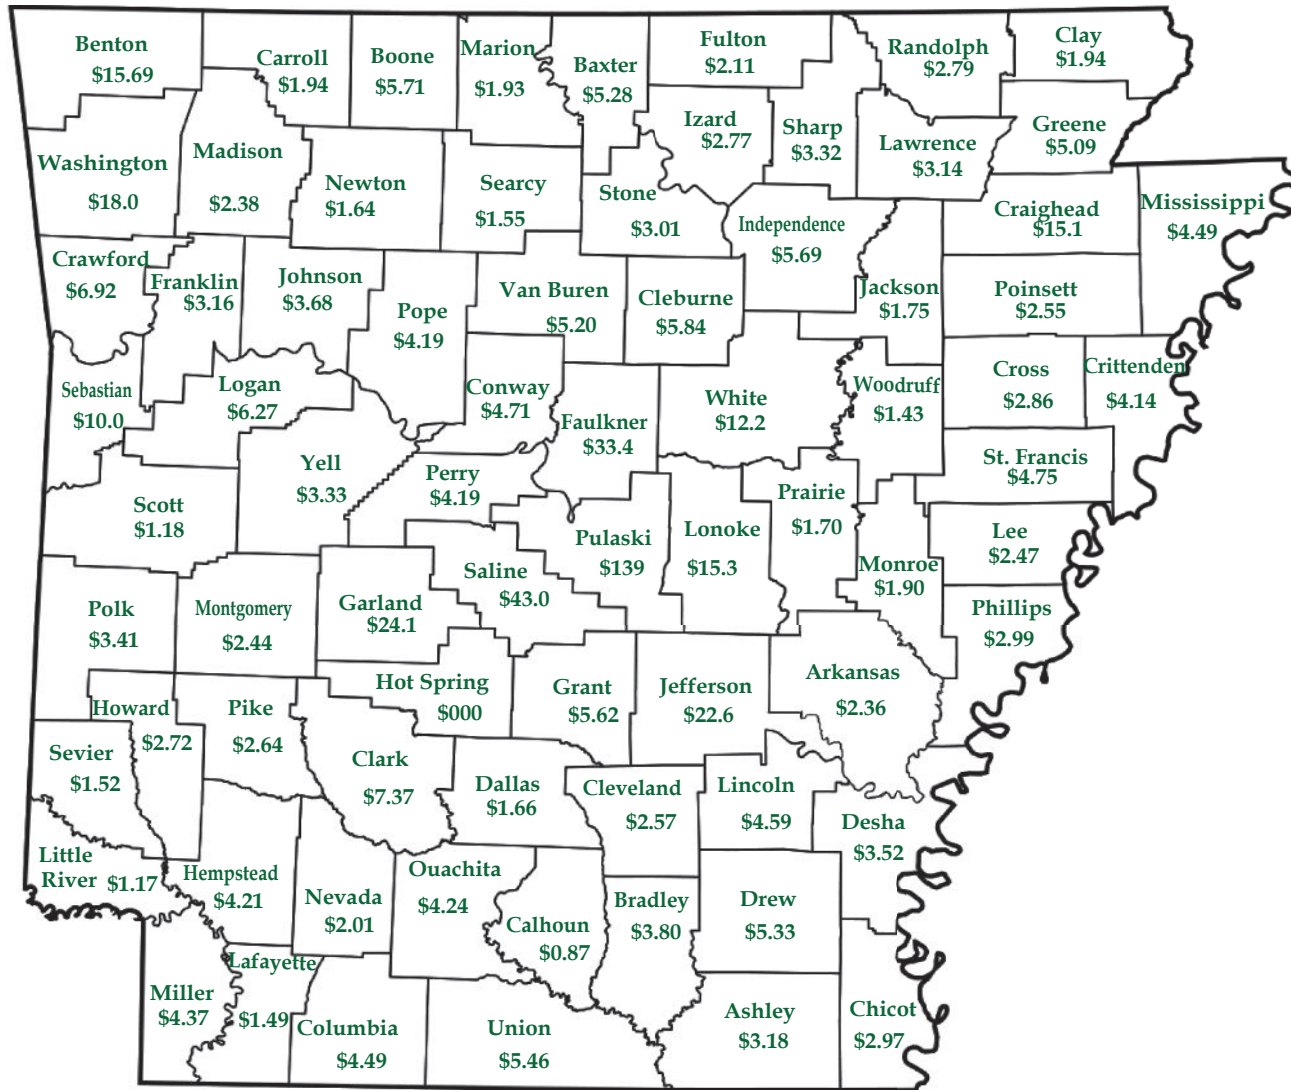 Benton
$15.69
Carroll
$1.94
Boone
$5.71
Marion
$1.93
Baxter
$5.28
Fulton
$2.11
Randolph
$2.79
Clay
$1.94
Izard
$2.77
Sharp
$3.32
Lawrence
$3.14
Greene
$5.09
Washington
$18.0
Madison
$2.38
Newton
$1.64
Searcy
$1.55
Stone
$3.01
Independence
$5.69
Craighead
$15.1
Mississippi
$4.49
Crawford
$6.92
Franklin
$3.16
Johnson
$3.68
Pope
$4.19
Van Buren
$5.20
Cleburne
$5.84
Jackson
$1.75
Poinsett
$2.55
Sebastian
$10.0
Logan
$6.27
Conway
$4.71
Faulkner
$33.4
White
$12.2
Woodruff
$1.43
Cross
$2.86
Crittenden
$4.14
Scott
$1.18
Yell
$3.33
Perry
$4.19
Pulaski
$139
Lonoke
$15.3
Prairie
$1.70
St. Francis
$4.75
Lee
$2.47
Monroe
$1.90
Phillips
$2.99
Polk
$3.41
Montgomery
$2.44
Garland
$24.1
Saline
$43.0
Hot Spring
$000
Grant
$5.62
Jefferson
$22.6
Arkansas
$2.36
Howard
$2.72
Pike
$2.64
Sevier
$1.52
Clark
$7.37
Dallas
$1.66
Cleveland
$2.57
Lincoln
$4.59
Desha
$3.52
Little
River $1.17
Hempstead
$4.21
Nevada
$2.01
Ouachita
$4.24
Calhoun
$0.87
Bradley
$3.80
Drew
$5.33
Miller
$4.37
Lafayette
$1.49
Columbia
$4.49
Union
$5.46
Ashley
$3.18
Chicot
$2.97